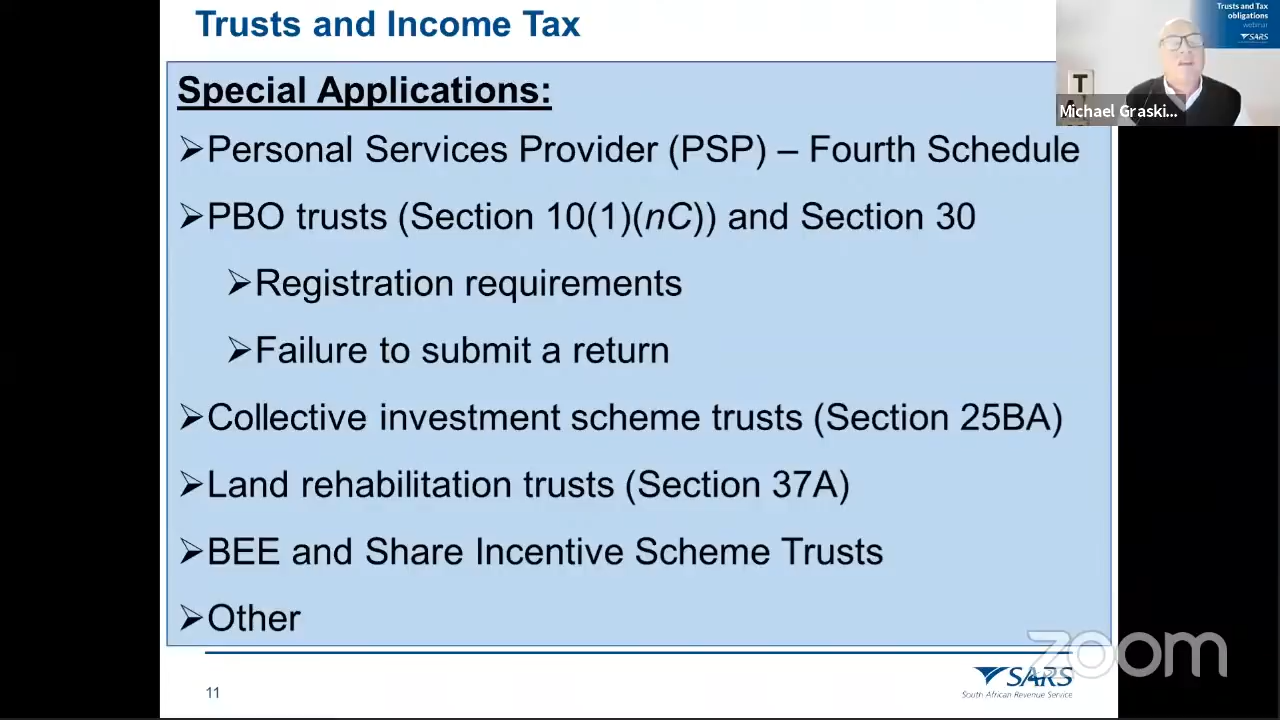 Trusts and Income Tax
Special Applications:
➢Personal Services Provider (PSP) – Fourth Schedule
➢PBO trusts (Section 10(1)(nC)) and Section 30
➢Registration requirements
➢Failure to submit a return
➢Collective investment scheme trusts (Section 25BA)
➢Land rehabilitation trusts (Section 37A)
➢BEE and Share Incentive Scheme Trusts
➢Other
11
SARS
South African Revenue Service
zoom
Trusts and Tax
obligations
webinar
SARS
T
Michael Graski...